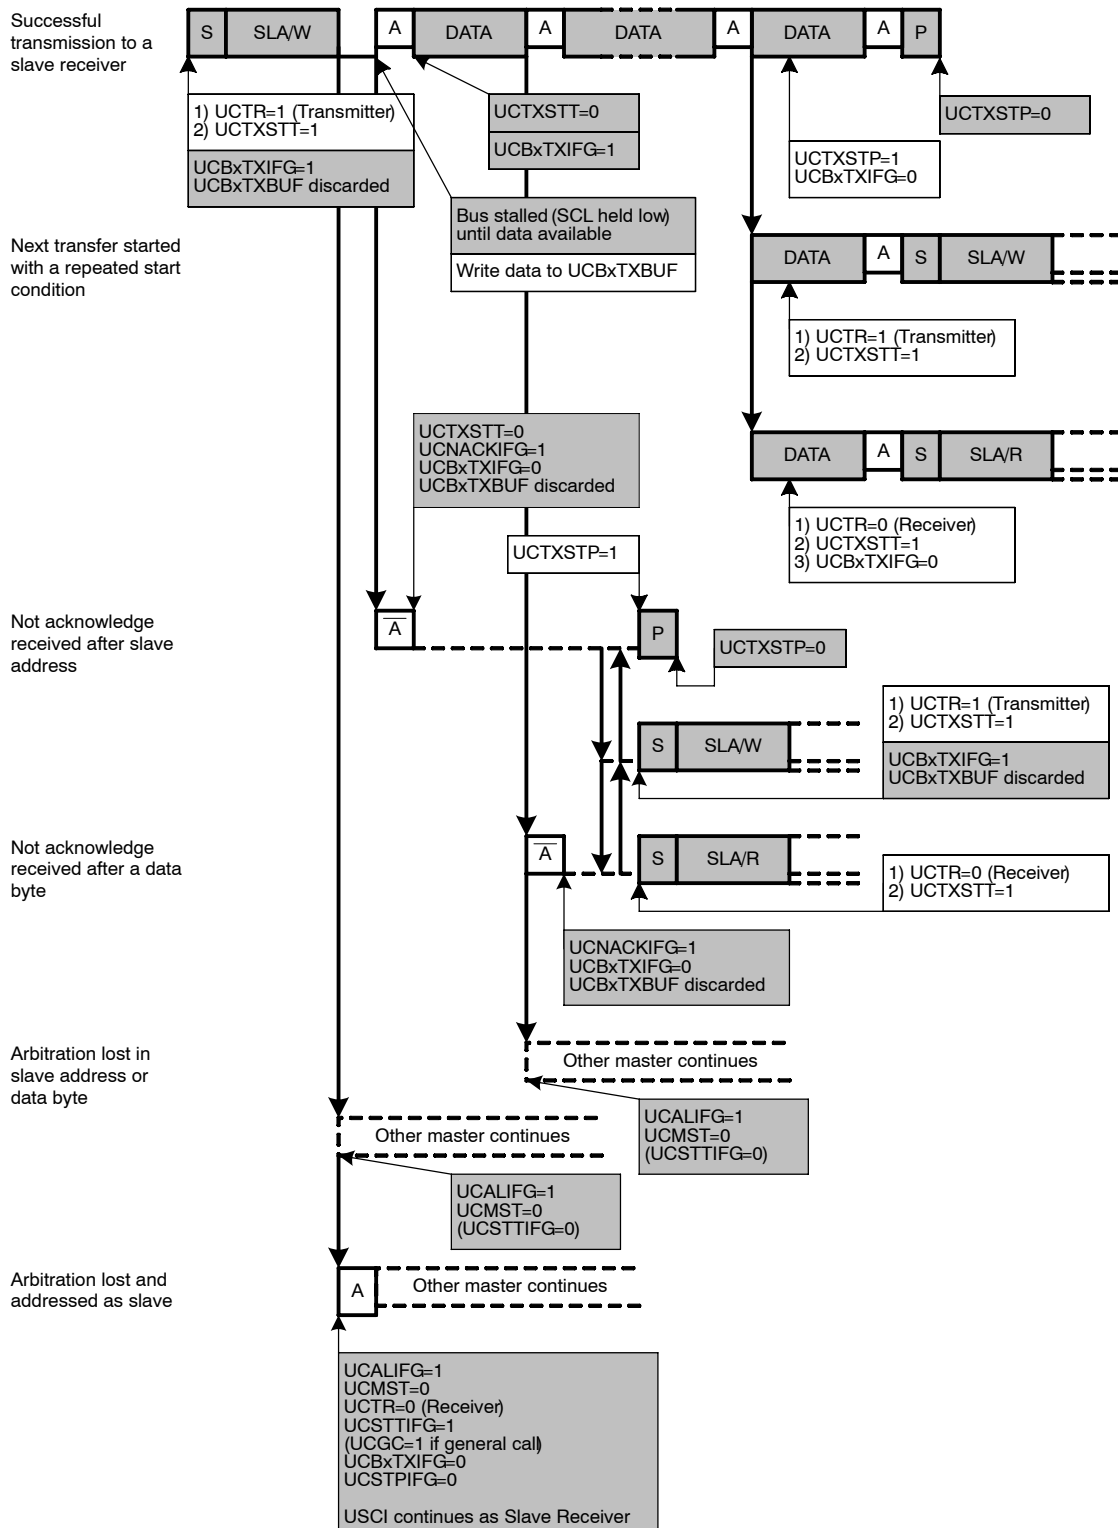 Successful
transmission to a
slave receiver
S SLA/W A DATA A DATA A DATA A P
1) UCTR=1 (Transmitter)
2) UCTXSTT=1
UCBxTXIFG=1
UCBxTXBUF discarded
UCTXSTT=0
UCBxTXIFG=1
UCTXSTP=0
UCTXSTP=1
UCBxTXIFG=0
Bus stalled (SCL held low)
until data available
Write data to UCBxTXBUF
Next transfer started
with a repeated start
condition
DATA A S SLA/W
1) UCTR=1 (Transmitter)
2) UCTXSTT=1
DATA A S SLA/R
1) UCTR=0 (Receiver)
2) UCTXSTT=1
3) UCBxTXIFG=0
UCTXSTT=0
UCNACKIFG=1
UCBxTXIFG=0
UCBxTXBUF discarded
UCTXSTP=1
Not acknowledge
received after slave
address
A̅ P
UCTXSTP=0
S SLA/W
1) UCTR=1 (Transmitter)
2) UCTXSTT=1
UCBxTXIFG=1
UCBxTXBUF discarded
Not acknowledge
received after a data
byte
A̅ S SLA/R
1) UCTR=0 (Receiver)
2) UCTXSTT=1
UCNACKIFG=1
UCBxTXIFG=0
UCBxTXBUF discarded
Arbitration lost in
slave address or
data byte
Other master continues
UCALIFG=1
UCMST=0
(UCSTTIFG=0)
Other master continues
UCALIFG=1
UCMST=0
(UCSTTIFG=0)
Arbitration lost and
addressed as slave
A Other master continues
UCALIFG=1
UCMST=0
UCTR=0 (Receiver)
UCSTTIFG=1
(UCGC=1 if general call)
UCBxTXIFG=0
UCSTPIFG=0
USCI continues as Slave Receiver